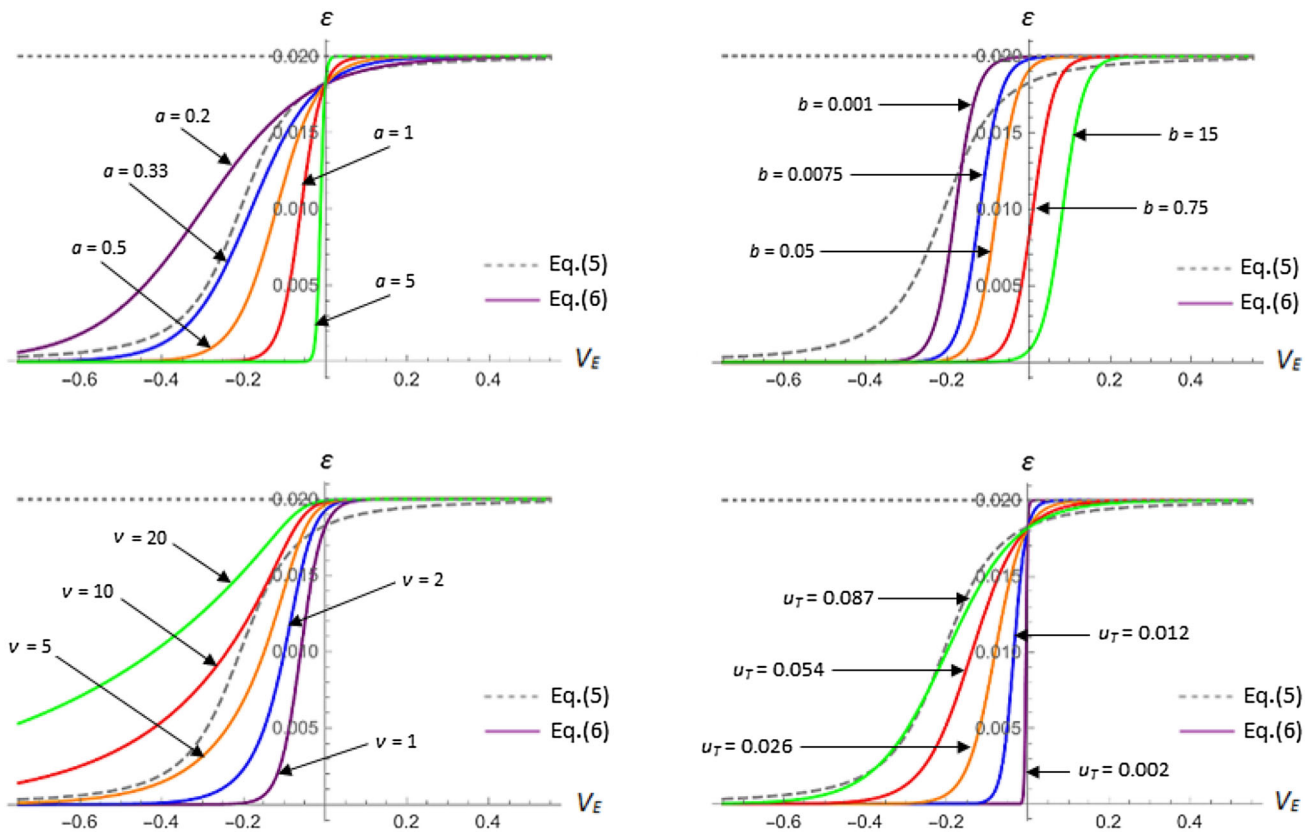 ε
0.020
a = 0.2
a = 1
0.015
a = 0.33
0.010
a = 0.5
a = 5
0.005
Eq.(5)
Eq.(6)
−0.6
−0.4
−0.2
0.2
0.4
V_E
ε
0.020
b = 0.001
0.015
b = 15
b = 0.0075
0.010
b = 0.75
b = 0.05
0.005
Eq.(5)
Eq.(6)
−0.6
−0.4
−0.2
0.2
0.4
V_E
ε
0.020
v = 20
0.015
v = 2
v = 10
0.010
v = 5
0.005
v = 1
Eq.(5)
Eq.(6)
−0.6
−0.4
−0.2
0.2
0.4
V_E
ε
0.020
0.015
u_T = 0.087
u_T = 0.012
0.010
u_T = 0.054
0.005
u_T = 0.026
u_T = 0.002
Eq.(5)
Eq.(6)
−0.6
−0.4
−0.2
0.2
0.4
V_E